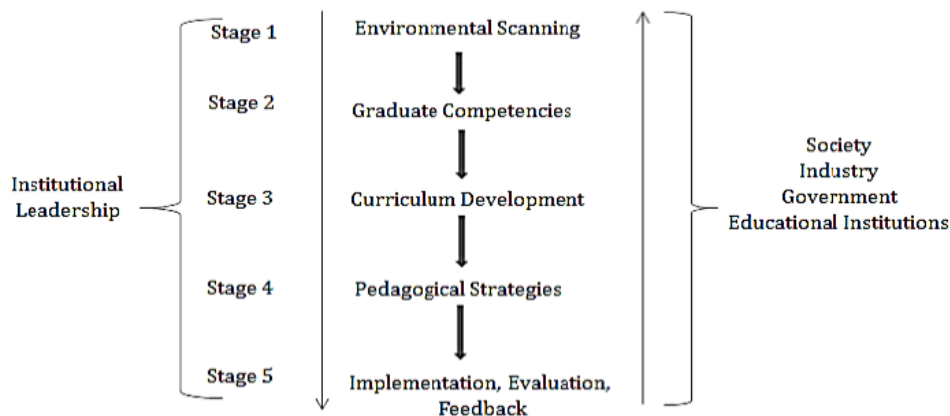 Stage 1
Environmental Scanning
Stage 2
Graduate Competencies
Institutional
Leadership
Stage 3
Curriculum Development
Society
Industry
Government
Educational Institutions
Stage 4
Pedagogical Strategies
Stage 5
Implementation, Evaluation,
Feedback